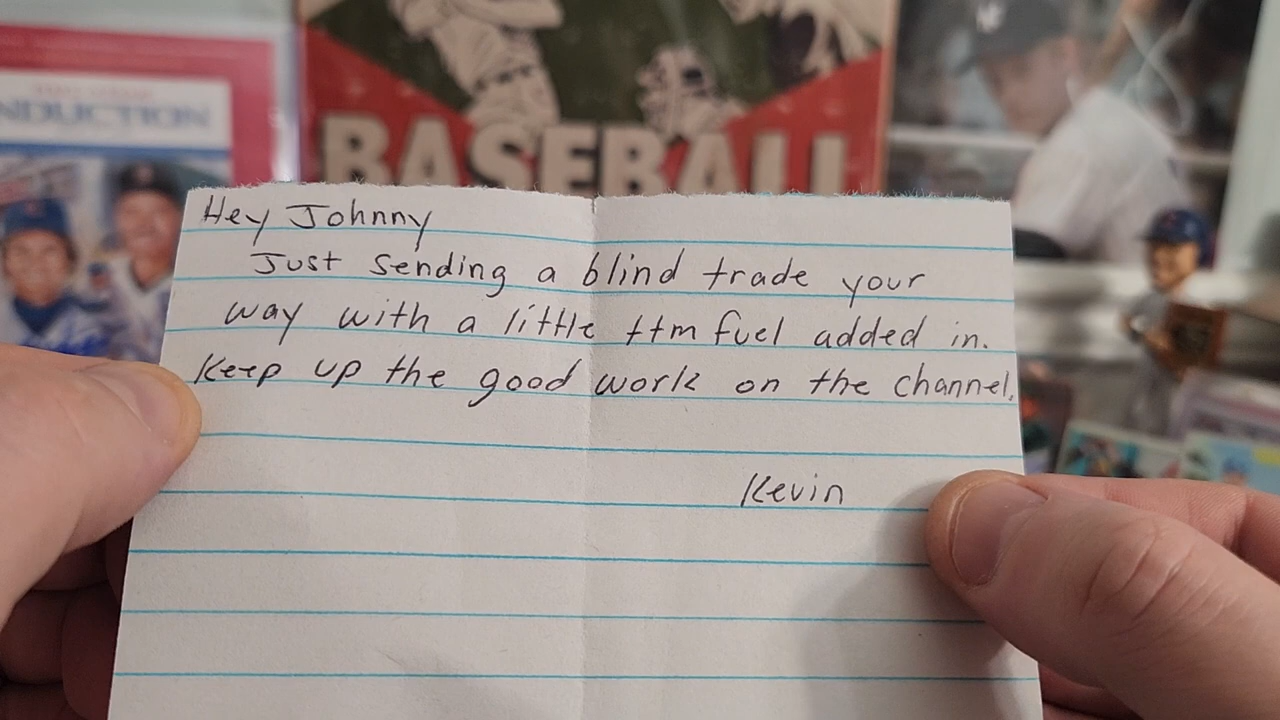 NDUCTION
BASEBALL
Hey Johnny
Just sending a blind trade your
way with a little ttm fuel added in.
Keep up the good work on the channel.
Kevin